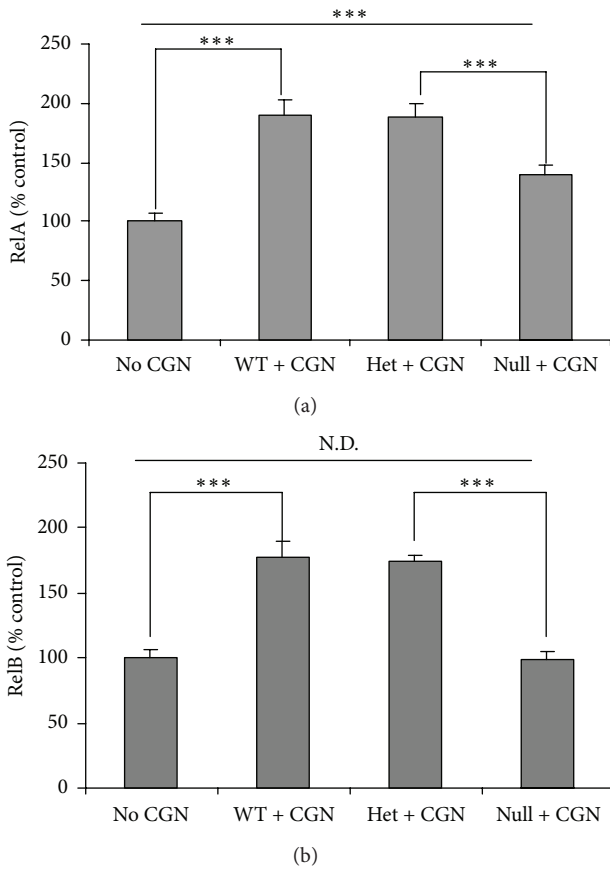 ***
***
***
250
200
150
100
50
0
RelA (% control)
No CGN WT + CGN Het + CGN Null + CGN
(a)
N.D.
***
***
250
200
150
100
50
0
RelB (% control)
No CGN WT + CGN Het + CGN Null + CGN
(b)